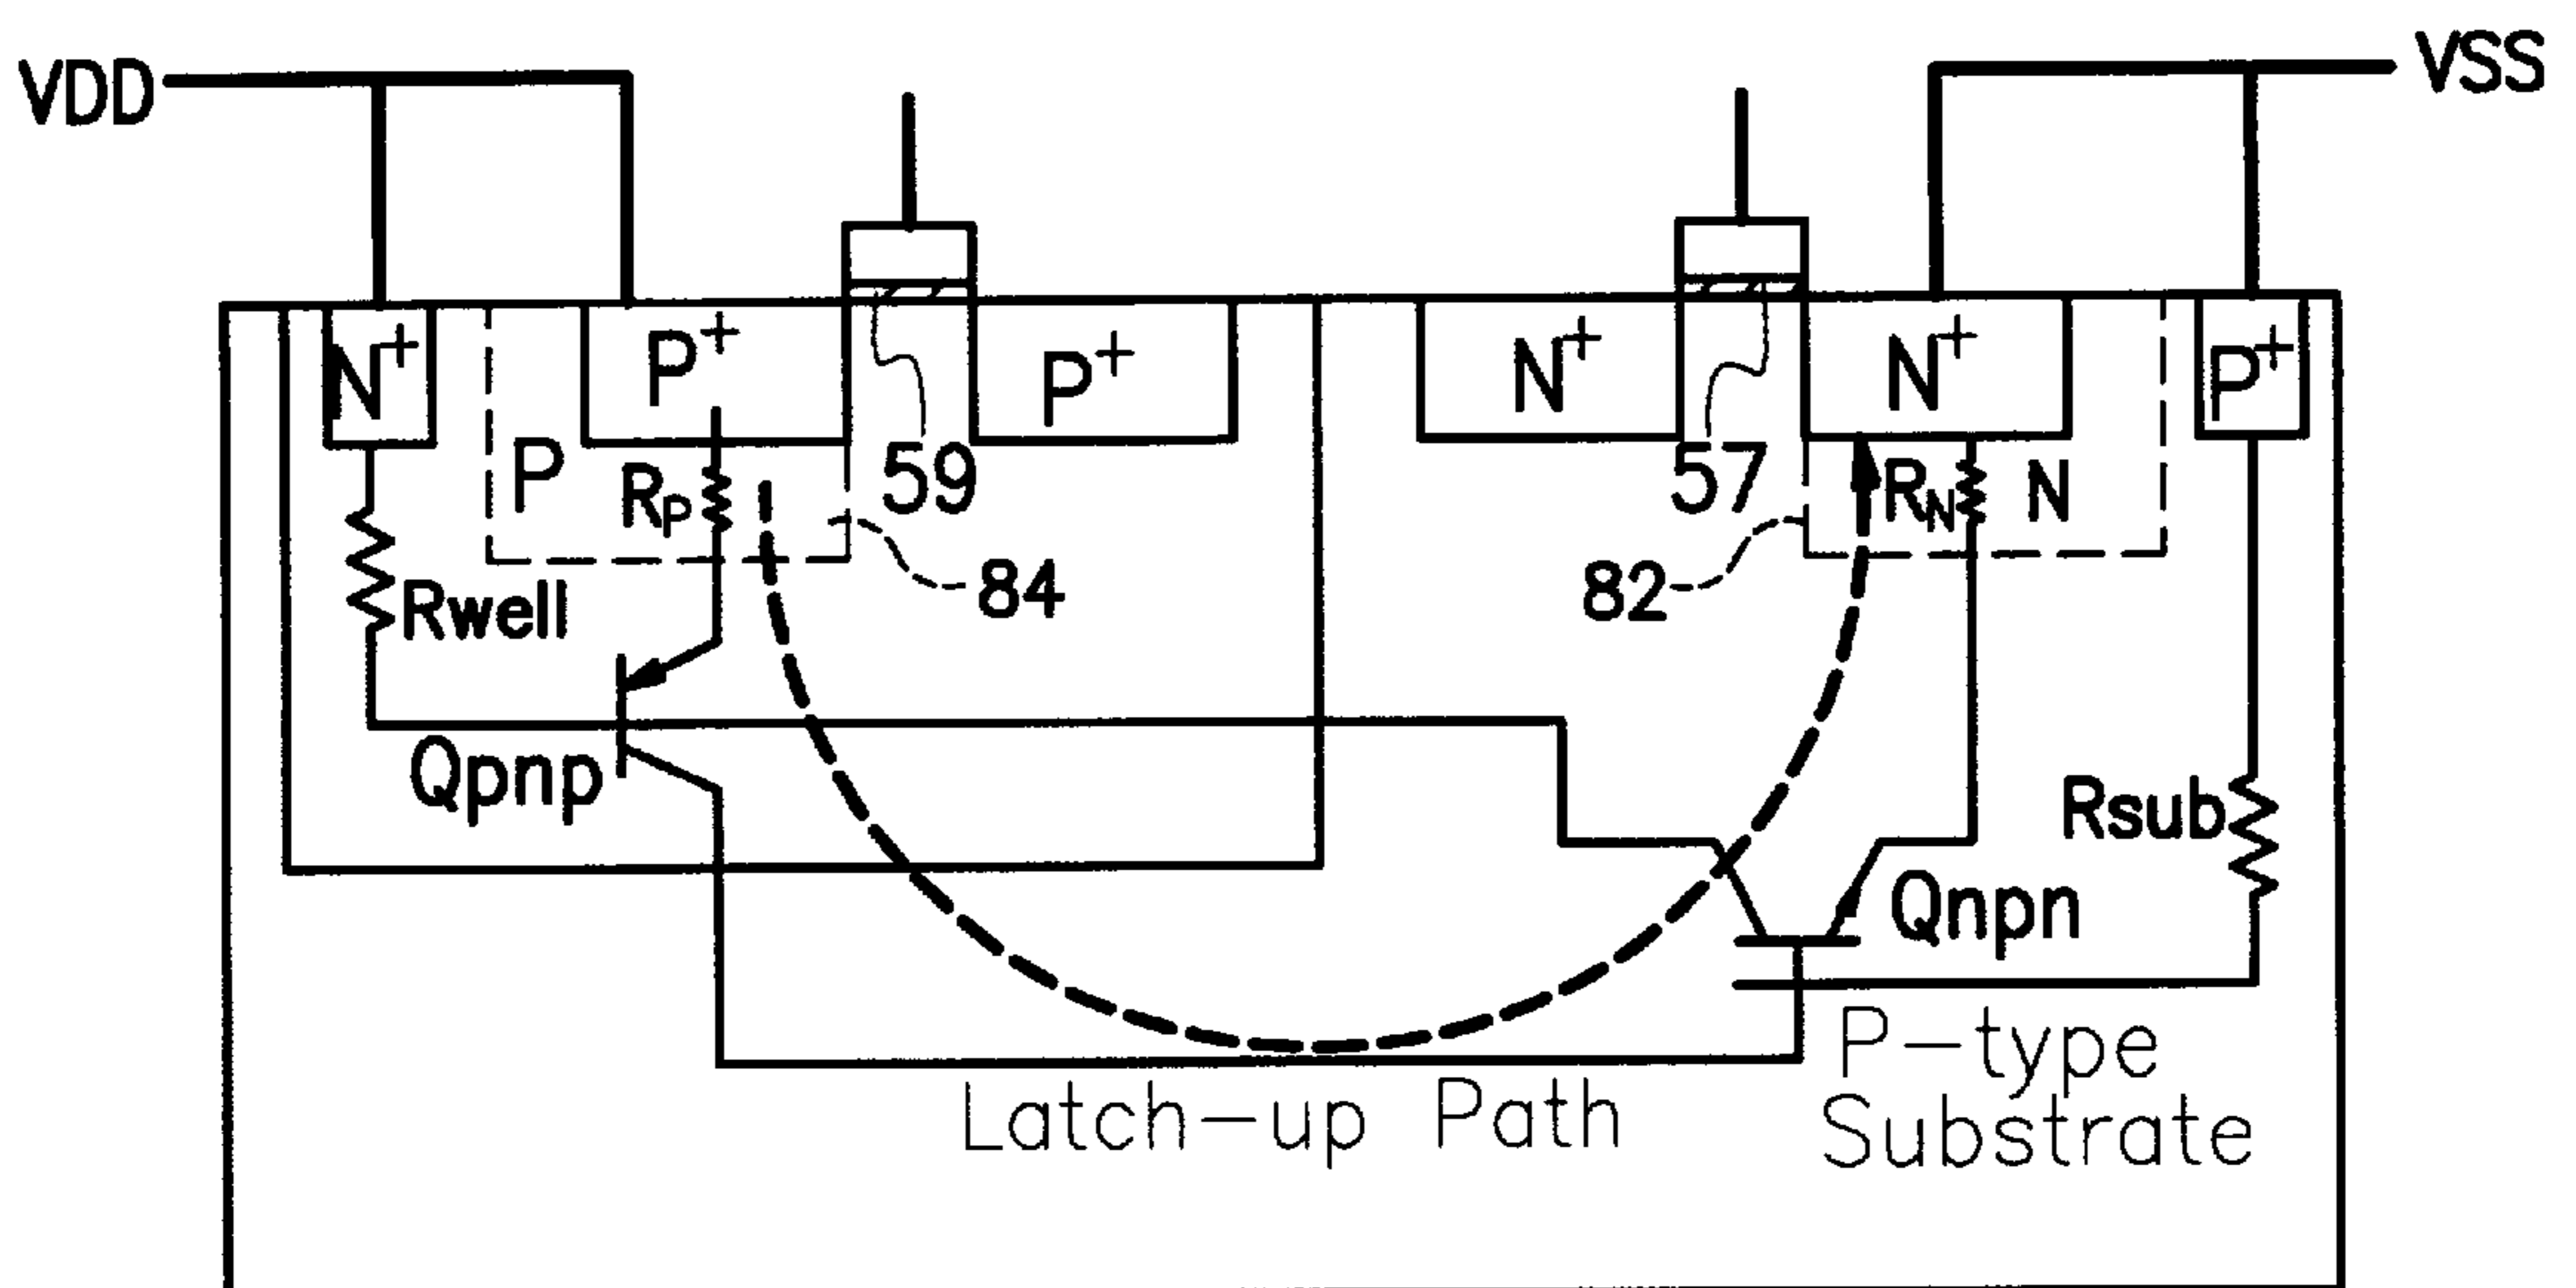 VDD
VSS
N+
P+
P+
N+
N+
P+
P
RP
59
57
RN
N
84
82
Rwell
Qpnp
Rsub
Qnpn
P-type
Substrate
Latch-up Path